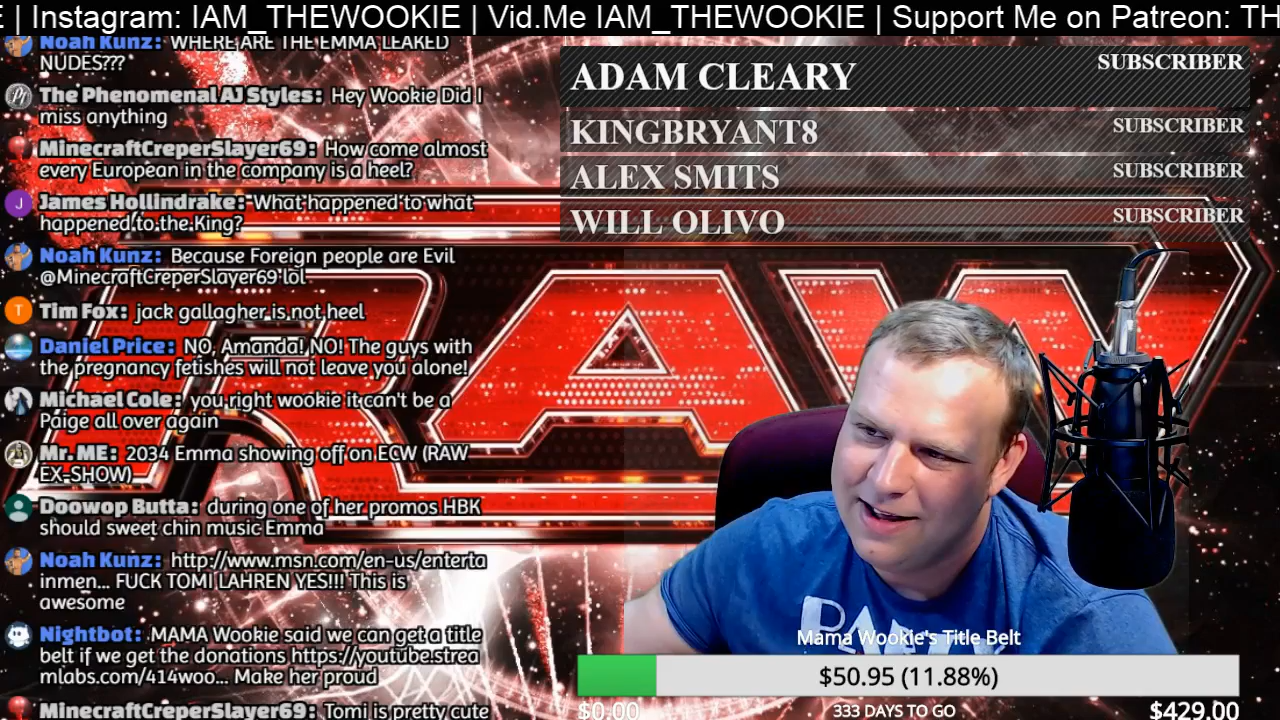 E | Instagram: IAM_THEWOOKIE | Vid.Me IAM_THEWOOKIE | Support Me on Patreon: TH
Noah Kunz: WHERE ARE THE EMMA LEAKED
NUDES???
The Phenomenal AJ Styles: Hey Wookie Did I
miss anything
MinecraftCreperSlayer69: How come almost
every European in the company is a heel?
James Hollindrake: What happened to what
happened to the King?
Noah Kunz: Because Foreign people are Evil
@MinecraftCreperSlayer69 lol
Tim Fox: jack gallagher is not heel
Daniel Price: NO, Amanda! NO! The guys with
the pregnancy fetishes will not leave you alone!
Michael Cole: you right wookie it can't be a
Paige all over again
Mr. ME: 2034 Emma showing off on ECW (RAW
EX-SHOW)
Doowop Butta: during one of her promos HBK
should sweet chin music Emma
Noah Kunz: http://www.msn.com/en-us/enterta
inmen... FUCK TOMI LAHREN YES!!! This is
awesome
Nightbot: MAMA Wookie said we can get a title
belt if we get the donations https://youtube.strea
mlabs.com/414woo... Make her proud
MinecraftCreperSlayer69: Tomi is pretty cute
ADAM CLEARY SUBSCRIBER
KINGBRYANT8 SUBSCRIBER
ALEX SMITS SUBSCRIBER
WILL OLIVO SUBSCRIBER
RAW
Mama Wookie's Title Belt
$50.95 (11.88%)
$0.00 333 DAYS TO GO $429.00